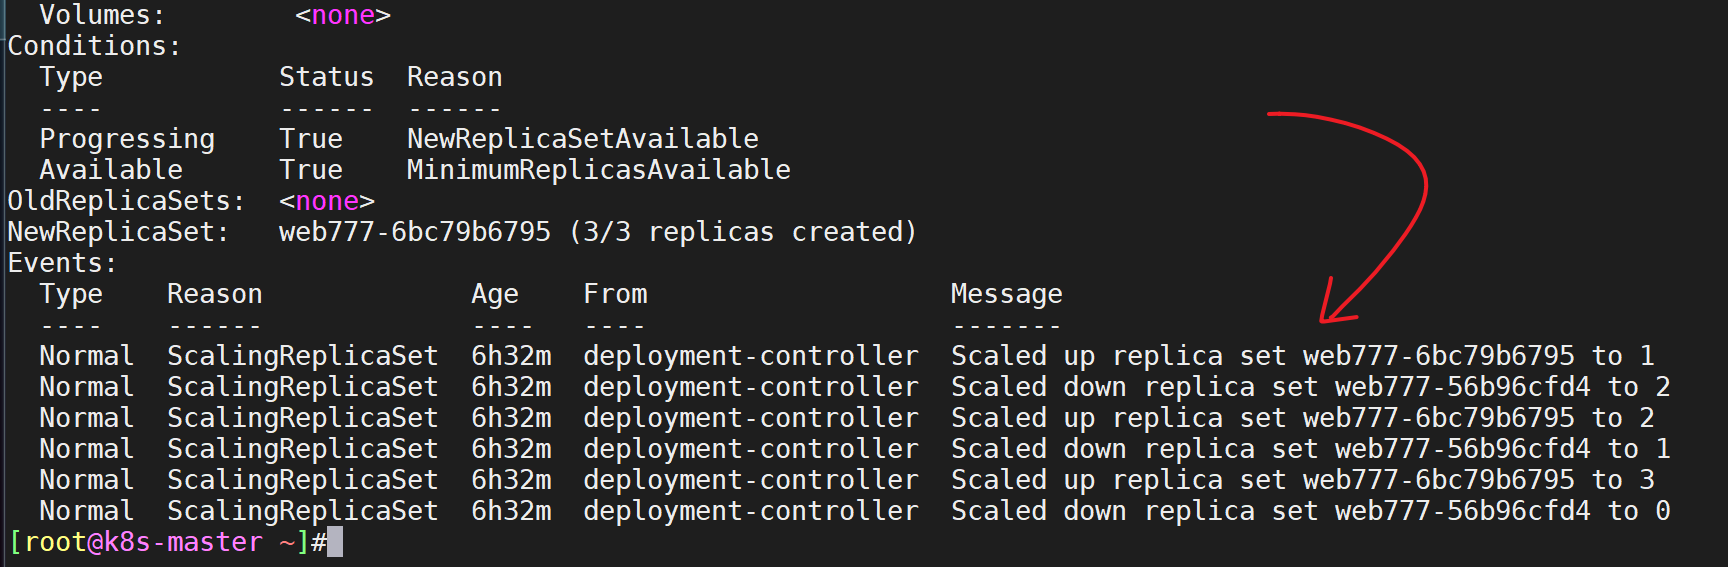 Volumes: <none>
Conditions:
Type Status Reason
---- ------ ------
Progressing True NewReplicaSetAvailable
Available True MinimumReplicasAvailable
OldReplicaSets: <none>
NewReplicaSet: web777-6bc79b6795 (3/3 replicas created)
Events:
Type Reason Age From Message
---- ------ ---- ---- -------
Normal ScalingReplicaSet 6h32m deployment-controller Scaled up replica set web777-6bc79b6795 to 1
Normal ScalingReplicaSet 6h32m deployment-controller Scaled down replica set web777-56b96cfd4 to 2
Normal ScalingReplicaSet 6h32m deployment-controller Scaled up replica set web777-6bc79b6795 to 2
Normal ScalingReplicaSet 6h32m deployment-controller Scaled down replica set web777-56b96cfd4 to 1
Normal ScalingReplicaSet 6h32m deployment-controller Scaled up replica set web777-6bc79b6795 to 3
Normal ScalingReplicaSet 6h32m deployment-controller Scaled down replica set web777-56b96cfd4 to 0
[root@k8s-master ~]#